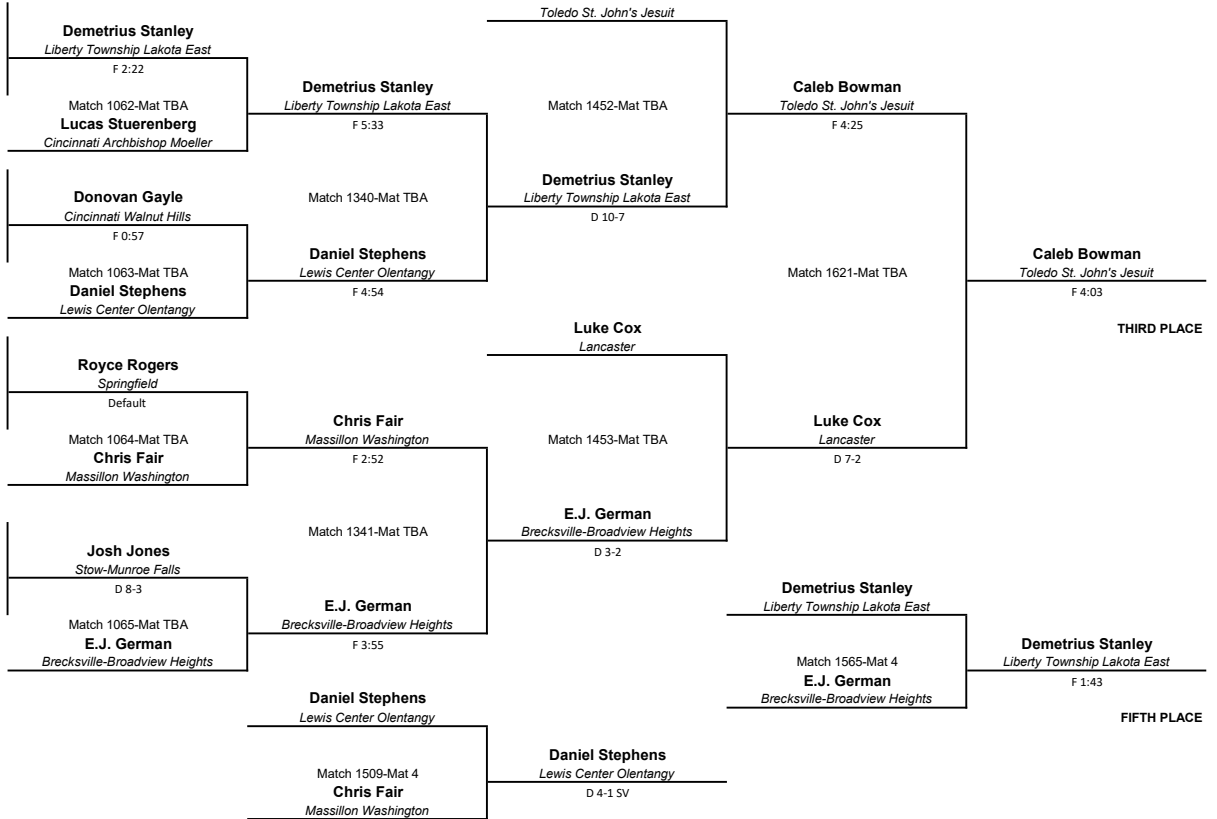 Toledo St. John's Jesuit
Demetrius Stanley
Liberty Township Lakota East
F 2:22
Match 1062-Mat TBA
Lucas Stuerenberg
Cincinnati Archbishop Moeller
Donovan Gayle
Cincinnati Walnut Hills
F 0:57
Match 1063-Mat TBA
Daniel Stephens
Lewis Center Olentangy
Royce Rogers
Springfield
Default
Match 1064-Mat TBA
Chris Fair
Massillon Washington
Josh Jones
Stow-Munroe Falls
D 8-3
Match 1065-Mat TBA
E.J. German
Brecksville-Broadview Heights
Demetrius Stanley
Liberty Township Lakota East
F 5:33
Match 1340-Mat TBA
Daniel Stephens
Lewis Center Olentangy
F 4:54
Chris Fair
Massillon Washington
F 2:52
Match 1341-Mat TBA
E.J. German
Brecksville-Broadview Heights
F 3:55
Daniel Stephens
Lewis Center Olentangy
Match 1509-Mat 4
Chris Fair
Massillon Washington
Match 1452-Mat TBA
Demetrius Stanley
Liberty Township Lakota East
D 10-7
Luke Cox
Lancaster
Match 1453-Mat TBA
E.J. German
Brecksville-Broadview Heights
D 3-2
Daniel Stephens
Lewis Center Olentangy
D 4-1 SV
Caleb Bowman
Toledo St. John's Jesuit
F 4:25
Match 1621-Mat TBA
Luke Cox
Lancaster
D 7-2
Demetrius Stanley
Liberty Township Lakota East
Match 1565-Mat 4
E.J. German
Brecksville-Broadview Heights
Caleb Bowman
Toledo St. John's Jesuit
F 4:03
THIRD PLACE
Demetrius Stanley
Liberty Township Lakota East
F 1:43
FIFTH PLACE